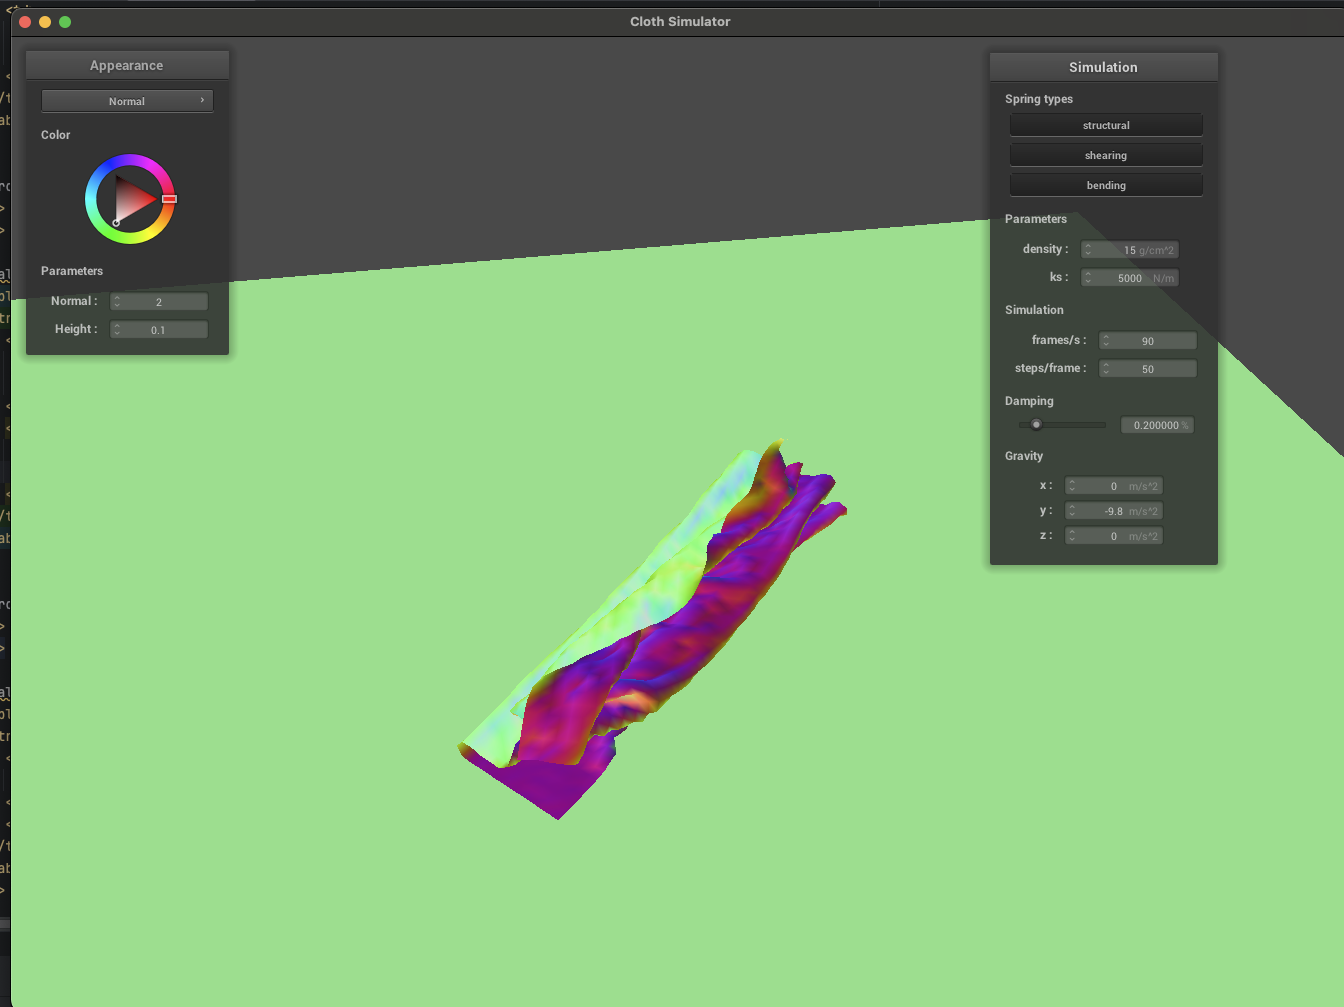 Cloth Simulator
Appearance
Normal
Color
Parameters
Normal : 2
Height : 0.1
Simulation
Spring types
structural
shearing
bending
Parameters
density : 15 g/cm^2
ks : 5000 N/m
Simulation
frames/s : 90
steps/frame : 50
Damping
0.200000 %
Gravity
x : 0 m/s^2
y : -9.8 m/s^2
z : 0 m/s^2